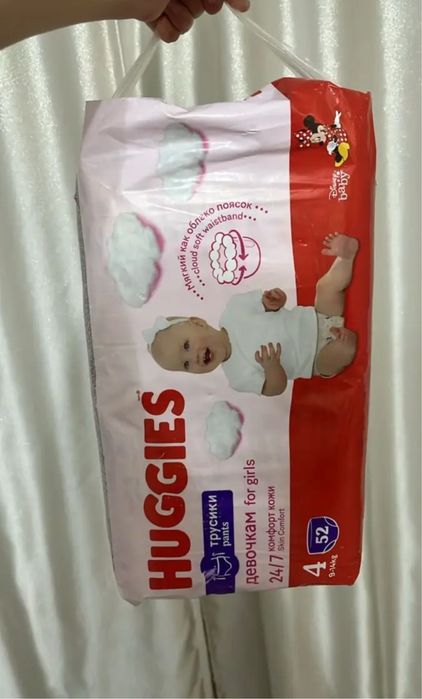 HUGGIES
трусики
pants
девочкам for girls
24/7 комфорт кожи
Skin Comfort
4
52
9-14kg
Мягкий как облако поясок
cloud soft waistband
Disney
baby